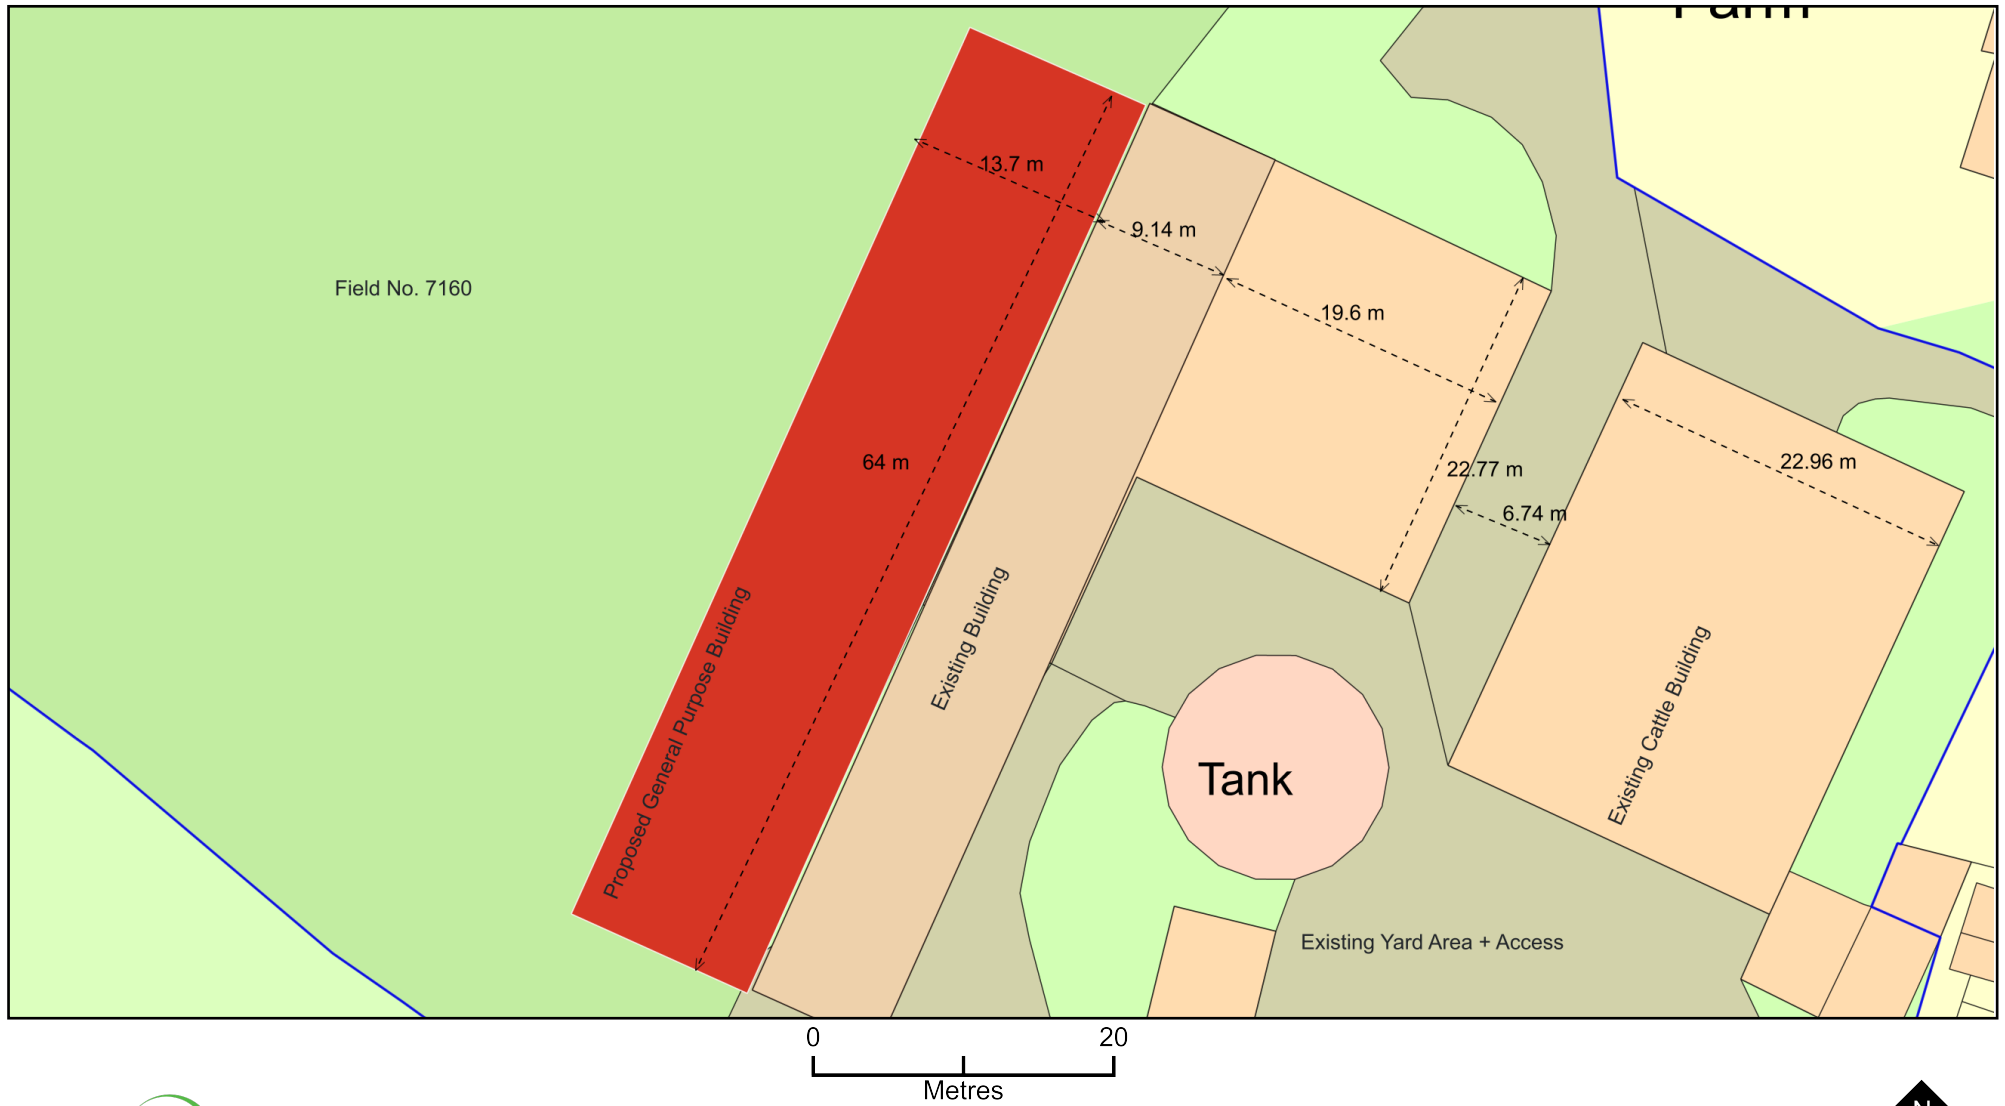 Farm
13.7 m
9.14 m
Field No. 7160
19.6 m
64 m
22.77 m
22.96 m
6.74 m
Proposed General Purpose Building
Existing Building
Existing Cattle Building
Tank
Existing Yard Area + Access
0 20
Metres
N